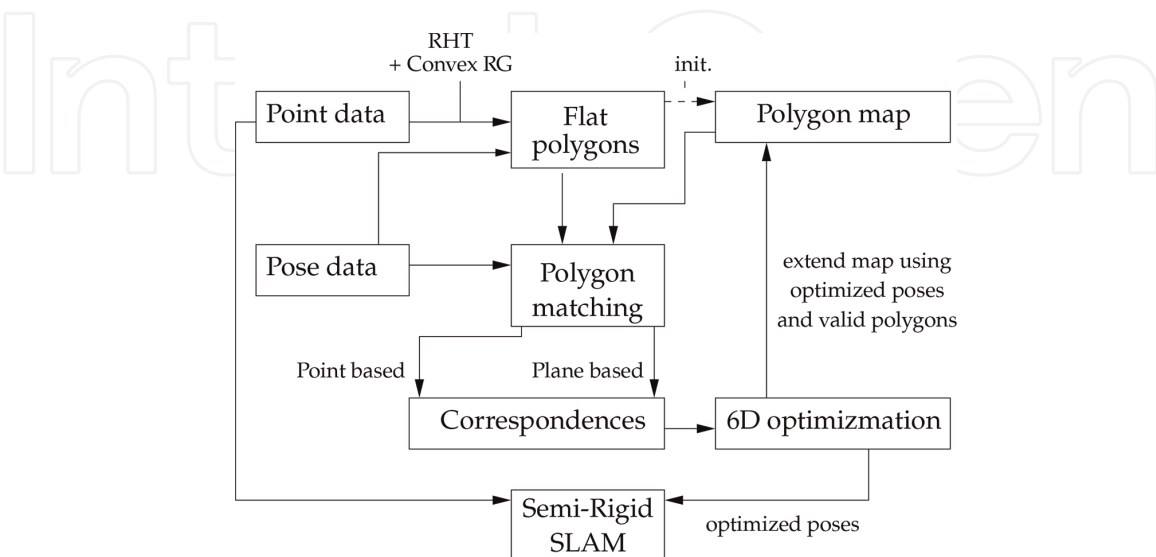 RHT
+ Convex RG
init.
Point data
Flat
polygons
Polygon map
Pose data
Polygon
matching
extend map using
optimized poses
and valid polygons
Point based
Plane based
Correspondences
6D optimizmation
Semi-Rigid
SLAM
optimized poses